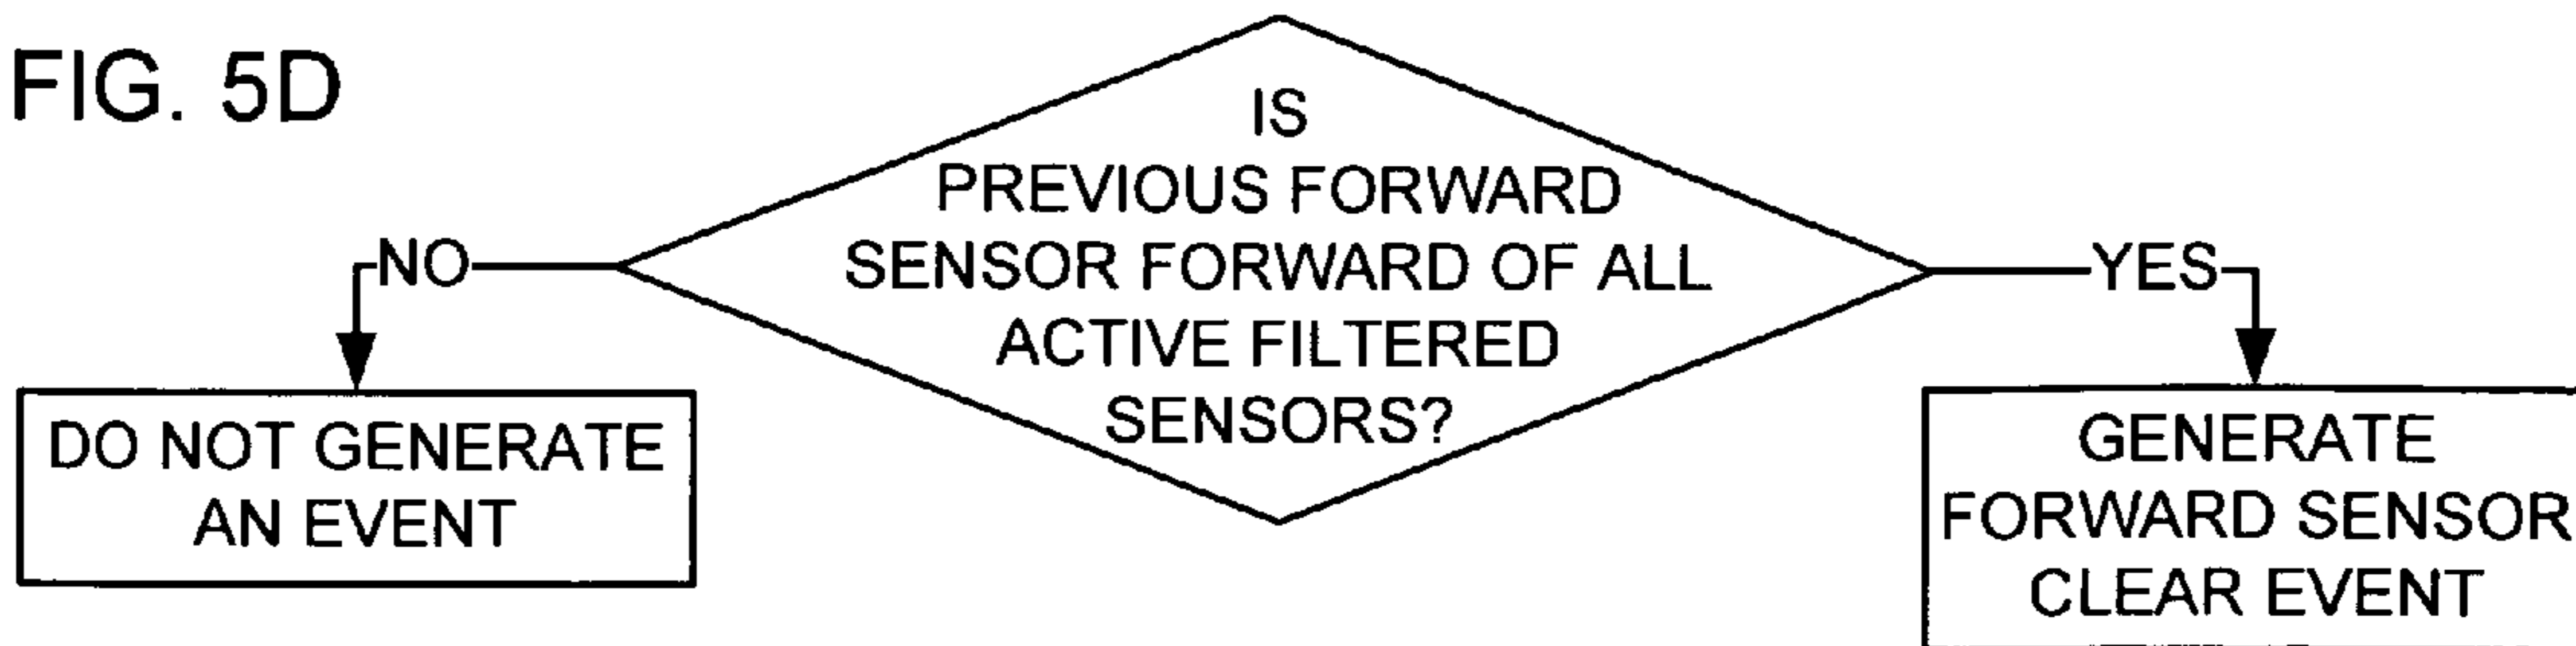 FIG. 5D
IS
PREVIOUS FORWARD
SENSOR FORWARD OF ALL
ACTIVE FILTERED
SENSORS?
NO
YES
DO NOT GENERATE
AN EVENT
GENERATE
FORWARD SENSOR
CLEAR EVENT